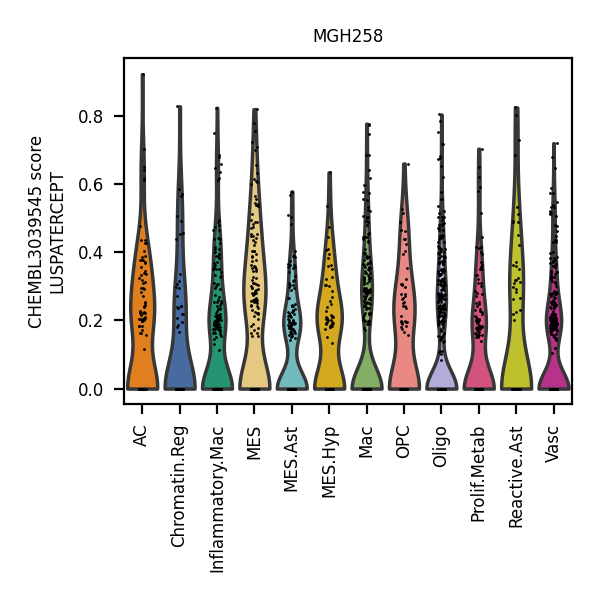 MGH258
CHEMBL3039545 score
LUSPATERCEPT
0.8
0.6
0.4
0.2
0.0
AC
Chromatin.Reg
Inflammatory.Mac
MES
MES.Ast
MES.Hyp
Mac
OPC
Oligo
Prolif.Metab
Reactive.Ast
Vasc